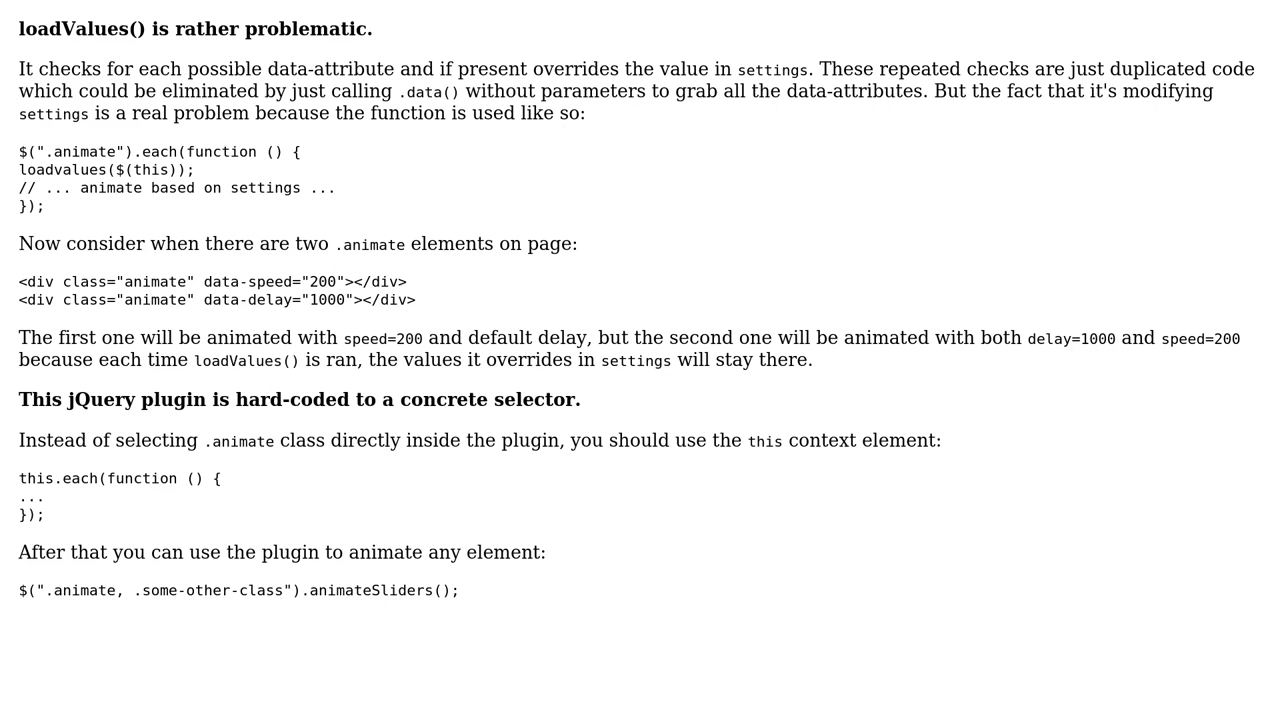 loadValues() is rather problematic.
It checks for each possible data-attribute and if present overrides the value in settings. These repeated checks are just duplicated code
which could be eliminated by just calling .data() without parameters to grab all the data-attributes. But the fact that it's modifying
settings is a real problem because the function is used like so:
$(".animate").each(function () {
loadvalues($(this));
// ... animate based on settings ...
});
Now consider when there are two .animate elements on page:
<div class="animate" data-speed="200"></div>
<div class="animate" data-delay="1000"></div>
The first one will be animated with speed=200 and default delay, but the second one will be animated with both delay=1000 and speed=200
because each time loadValues() is ran, the values it overrides in settings will stay there.
This jQuery plugin is hard-coded to a concrete selector.
Instead of selecting .animate class directly inside the plugin, you should use the this context element:
this.each(function () {
...
});
After that you can use the plugin to animate any element:
$(".animate, .some-other-class").animateSliders();